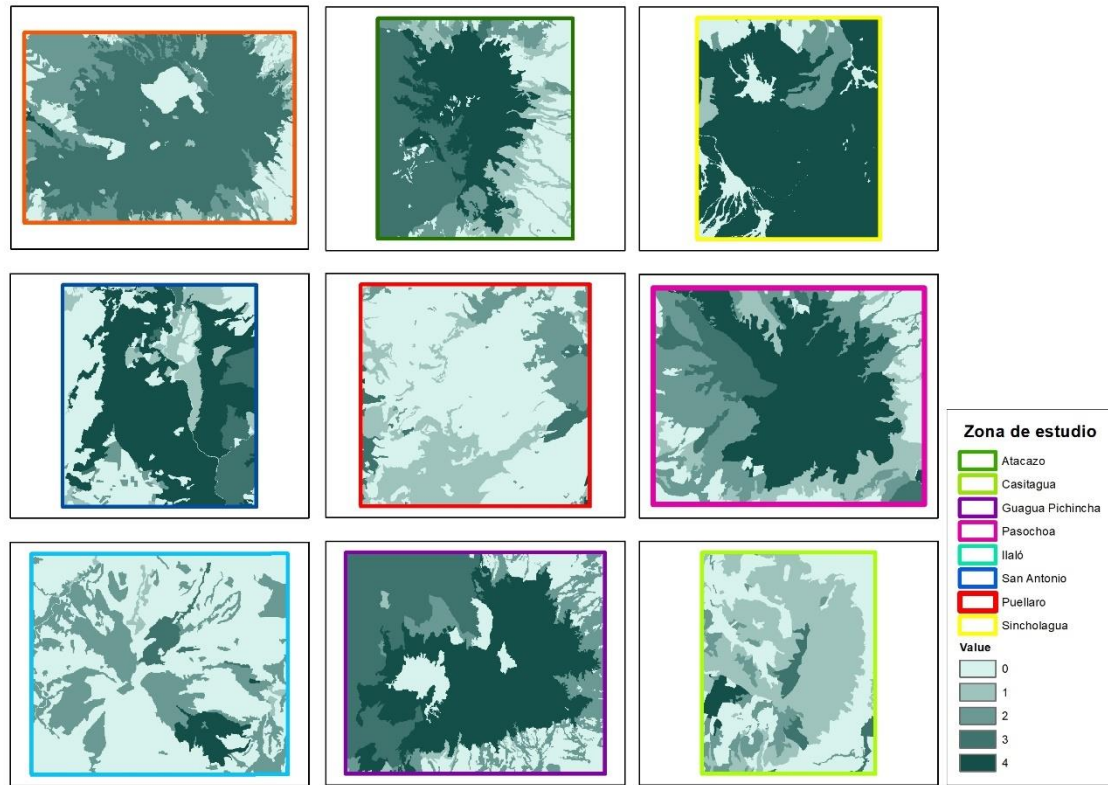 Zona de estudio
Atacazo
Casitagua
Guagua Pichincha
Pasochoa
Ilaló
San Antonio
Puellaro
Sincholagua
Value
0
1
2
3
4